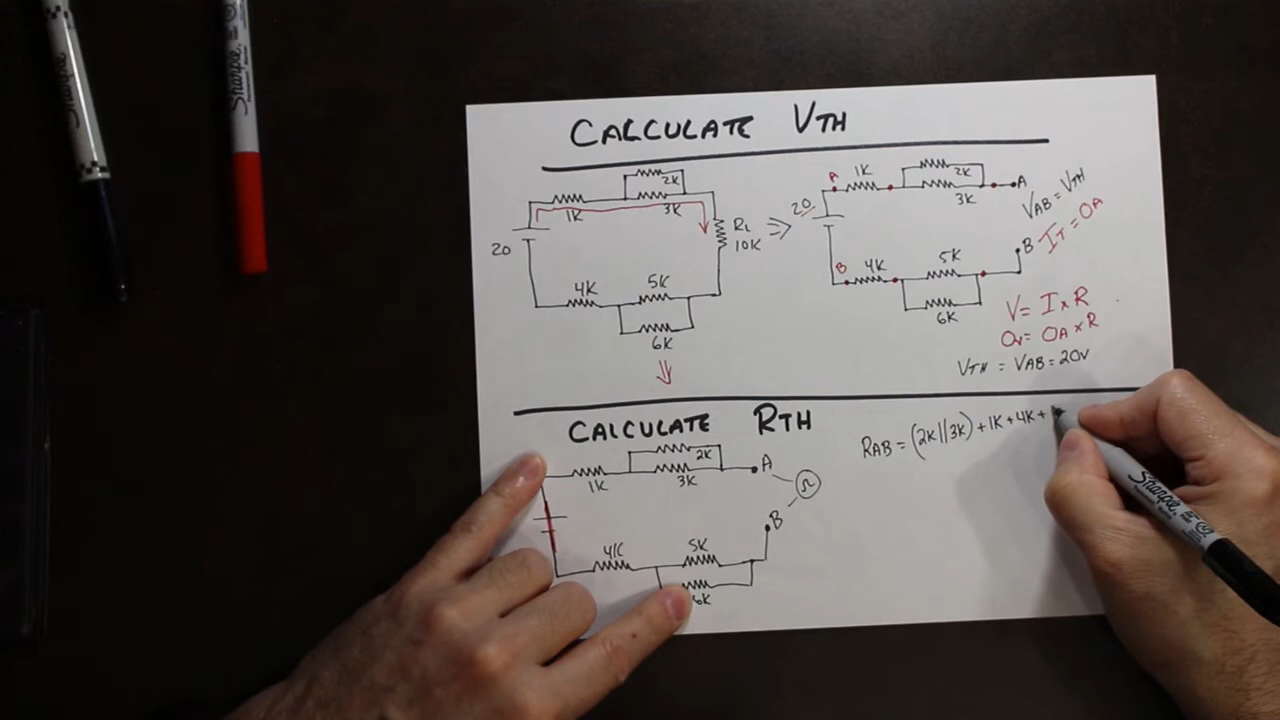 Sharpie.
Sharpie.
CALCULATE VTH
2K
1K
3K
20
RL
10K
4K
5K
6K
A
1K
2K
3K
A
20
VAB = VTH
B
IT = 0A
B
4K
5K
6K
V = I x R
0v = 0A x R
VTH = VAB = 20V
CALCULATE RTH
2K
1K
3K
A
Ω
B
4K
5K
6K
RAB = (2K||3K) + 1K + 4K +
Sharpie